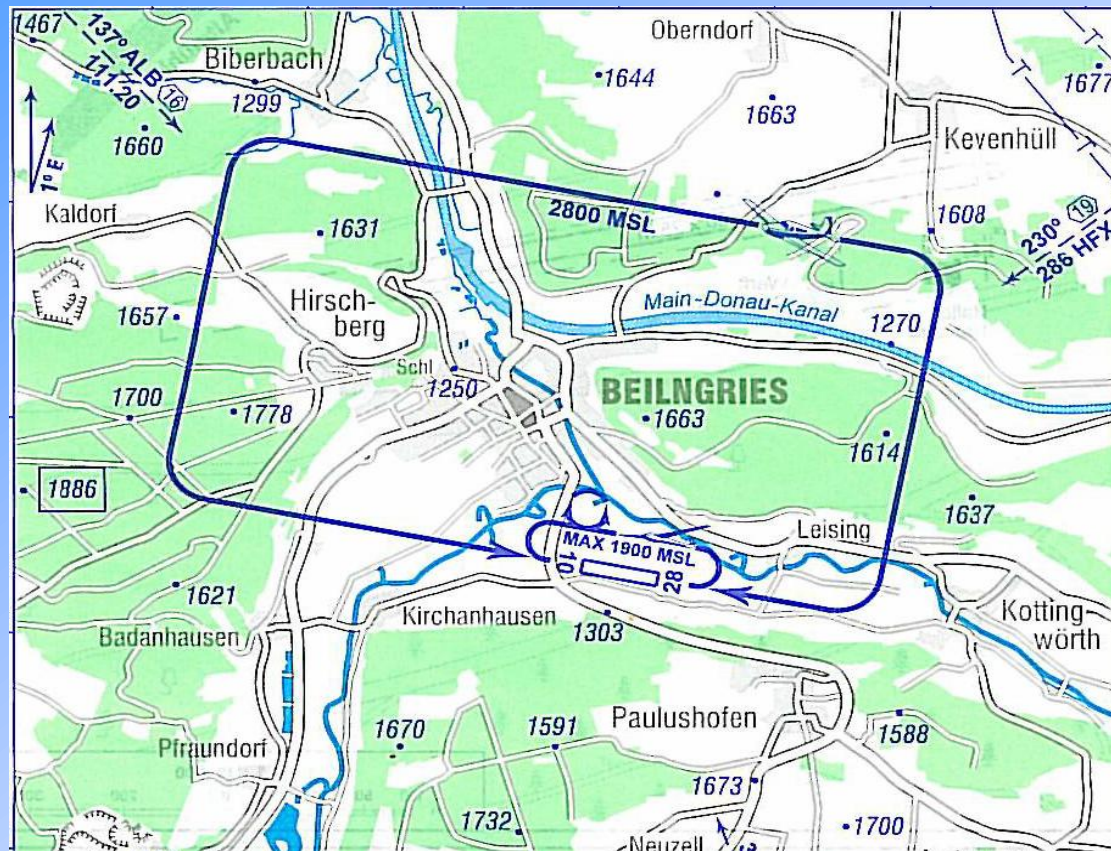 1467
137° ALB 16
111.20
Biberbach
1299
1660
1° E
Oberndorf
1644
1663
1677
Kevenhüll
1608
230° 19
286 HFX
Kaldorf
1631
2800 MSL
1657
Hirsch-
berg
Main-Donau-Kanal
1270
Schl
1250
BEILNGRIES
1663
1700
1778
1614
1886
1637
Leising
MAX 1900 MSL
10
28
1621
Badanhausen
Kirchanhausen
1303
Kotting-
wörth
Paulushofen
1588
Pfraundorf
1670
1591
1673
1732
1700
Neuzell